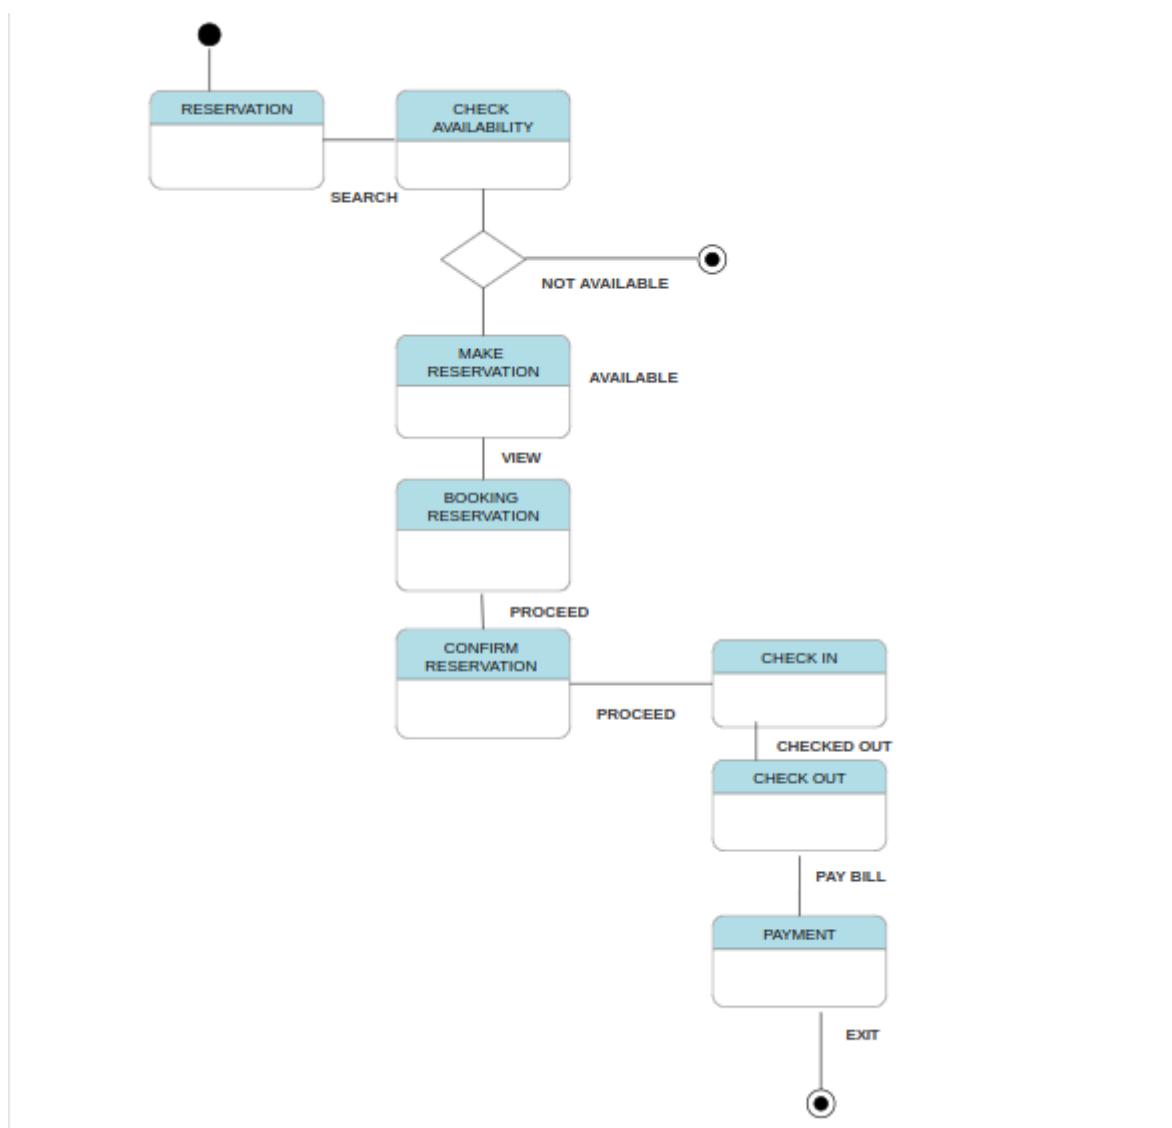 RESERVATION
CHECK
AVAILABILITY
SEARCH
NOT AVAILABLE
MAKE
RESERVATION
AVAILABLE
VIEW
BOOKING
RESERVATION
PROCEED
CONFIRM
RESERVATION
CHECK IN
PROCEED
CHECKED OUT
CHECK OUT
PAY BILL
PAYMENT
EXIT